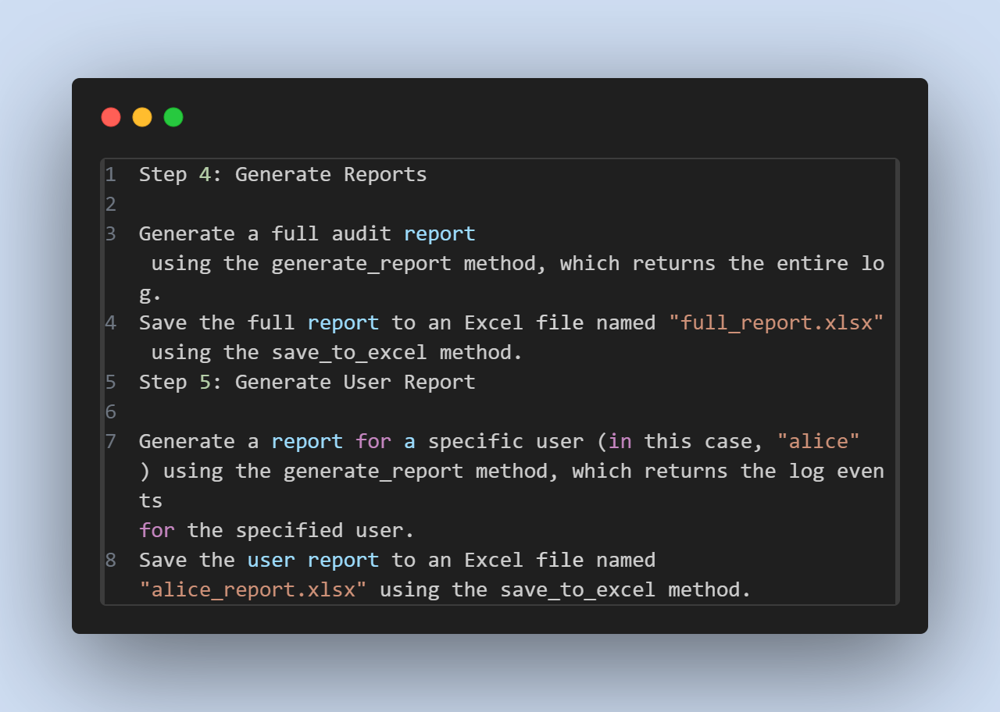 1 Step 4: Generate Reports
2
3 Generate a full audit report
using the generate_report method, which returns the entire lo
g.
4 Save the full report to an Excel file named "full_report.xlsx"
using the save_to_excel method.
5 Step 5: Generate User Report
6
7 Generate a report for a specific user (in this case, "alice"
) using the generate_report method, which returns the log even
ts
for the specified user.
8 Save the user report to an Excel file named
"alice_report.xlsx" using the save_to_excel method.